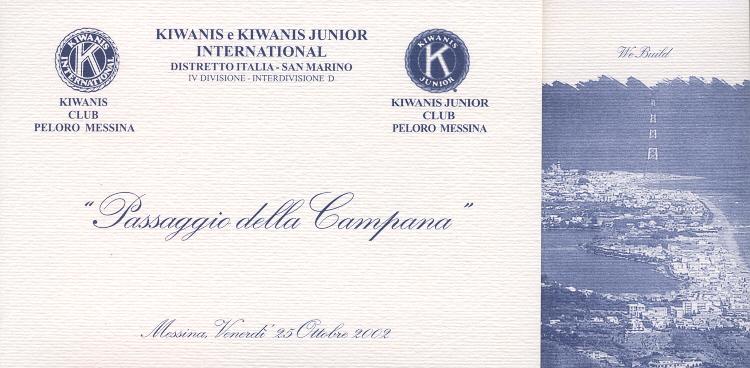 KIWANIS e KIWANIS JUNIOR
INTERNATIONAL
DISTRETTO ITALIA - SAN MARINO
IV DIVISIONE - INTERDIVISIONE D
KIWANIS
INTERNATIONAL
K
KIWANIS
CLUB
PELORO MESSINA
KIWANIS
JUNIOR
K
KIWANIS JUNIOR
CLUB
PELORO MESSINA
We Build
"Passaggio della Campana"
Messina, Venerdi' 25 Ottobre 2002